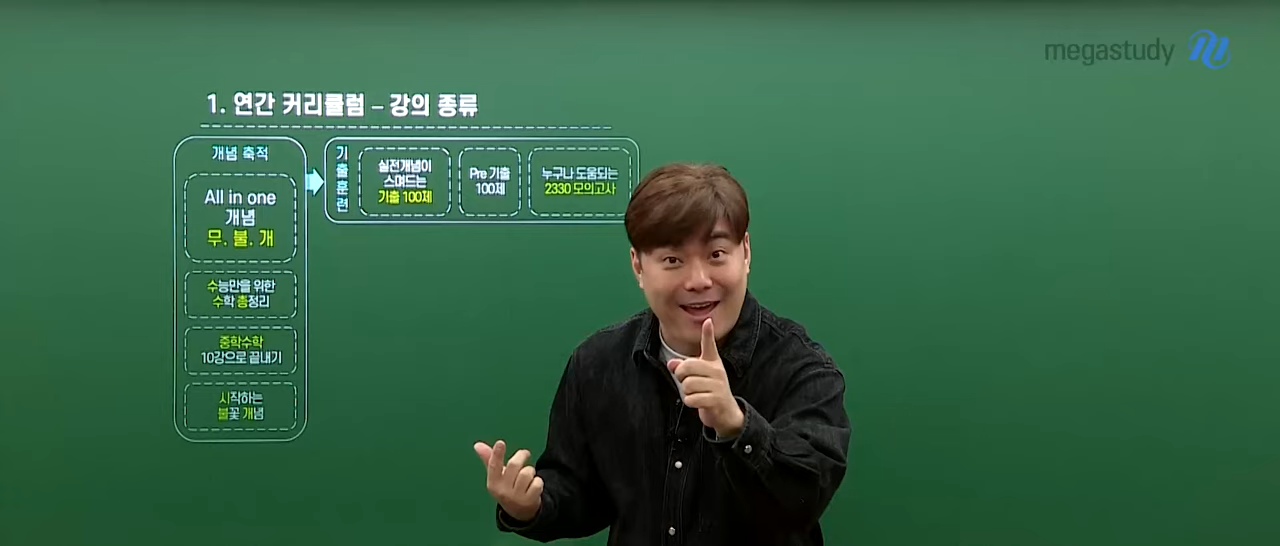 megastudy
1. 연간 커리큘럼 – 강의 종류
개념 축적
All in one
개념
무. 불. 개
수능만을 위한
수학 총정리
중학수학
10강으로 끝내기
시작하는
불꽃 개념
기출훈련
실전개념이
스며드는
기출 100제
Pre 기출
100제
누구나 도움되는
2330 모의고사